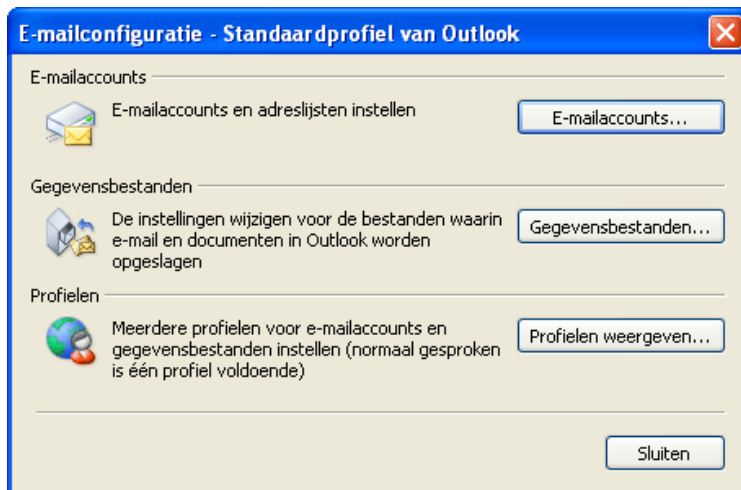 E-mailconfiguratie - Standaardprofiel van Outlook
E-mailaccounts
E-mailaccounts en adreslijsten instellen
E-mailaccounts...
Gegevensbestanden
De instellingen wijzigen voor de bestanden waarin
e-mail en documenten in Outlook worden
opgeslagen
Gegevensbestanden...
Profielen
Meerdere profielen voor e-mailaccounts en
gegevensbestanden instellen (normaal gesproken
is één profiel voldoende)
Profielen weergeven...
Sluiten